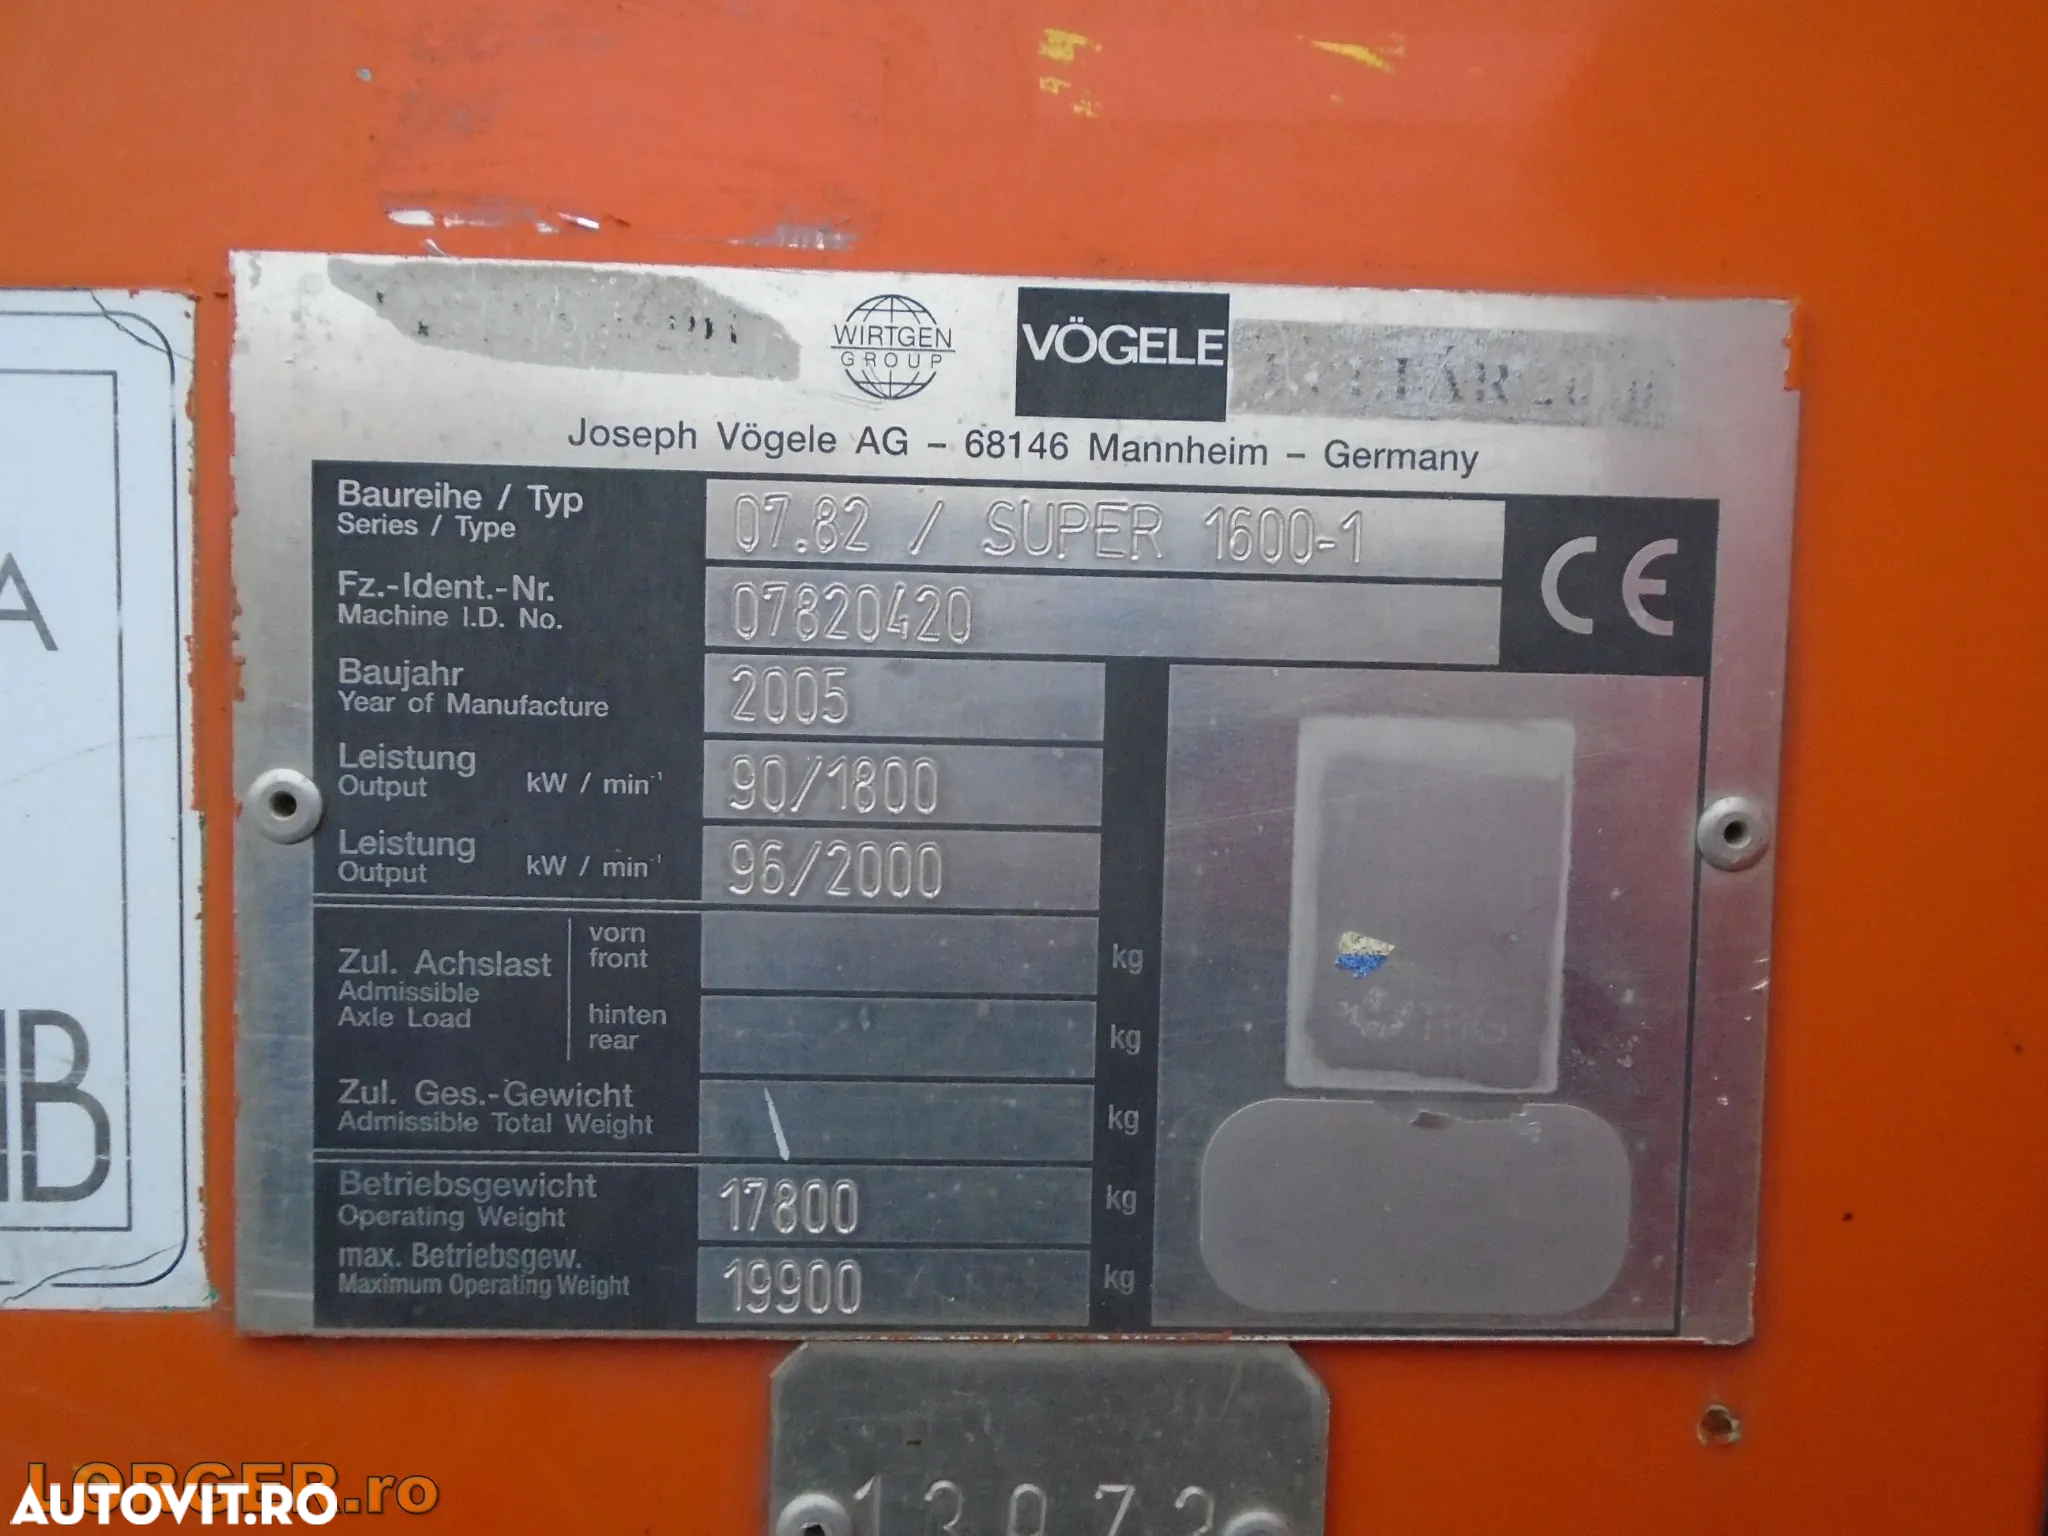 WIRTGEN
GROUP
VÖGELE
Joseph Vögele AG – 68146 Mannheim – Germany
Baureihe / Typ
Series / Type
07.82 / SUPER 1600-1
CE
Fz.-Ident.-Nr.
Machine I.D. No.
07820420
Baujahr
Year of Manufacture
2005
Leistung
Output
kW / min⁻¹
90/1800
Leistung
Output
kW / min⁻¹
96/2000
Zul. Achslast
Admissible
Axle Load
vorn
front
kg
hinten
rear
kg
Zul. Ges.-Gewicht
Admissible Total Weight
kg
Betriebsgewicht
Operating Weight
17800
kg
max. Betriebsgew.
Maximum Operating Weight
19900
kg
A
B
LORGER.ro
AUTOVIT.RO